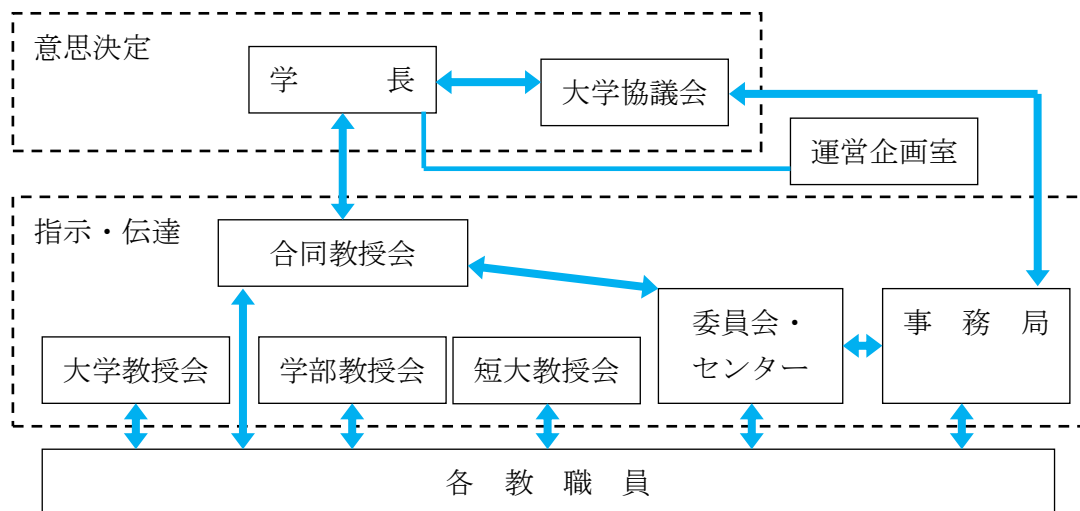 意思決定
学　　　長
大学協議会
運営企画室
指示・伝達
合同教授会
委員会・
センター
事　務　局
大学教授会
学部教授会
短大教授会
各　教　職　員